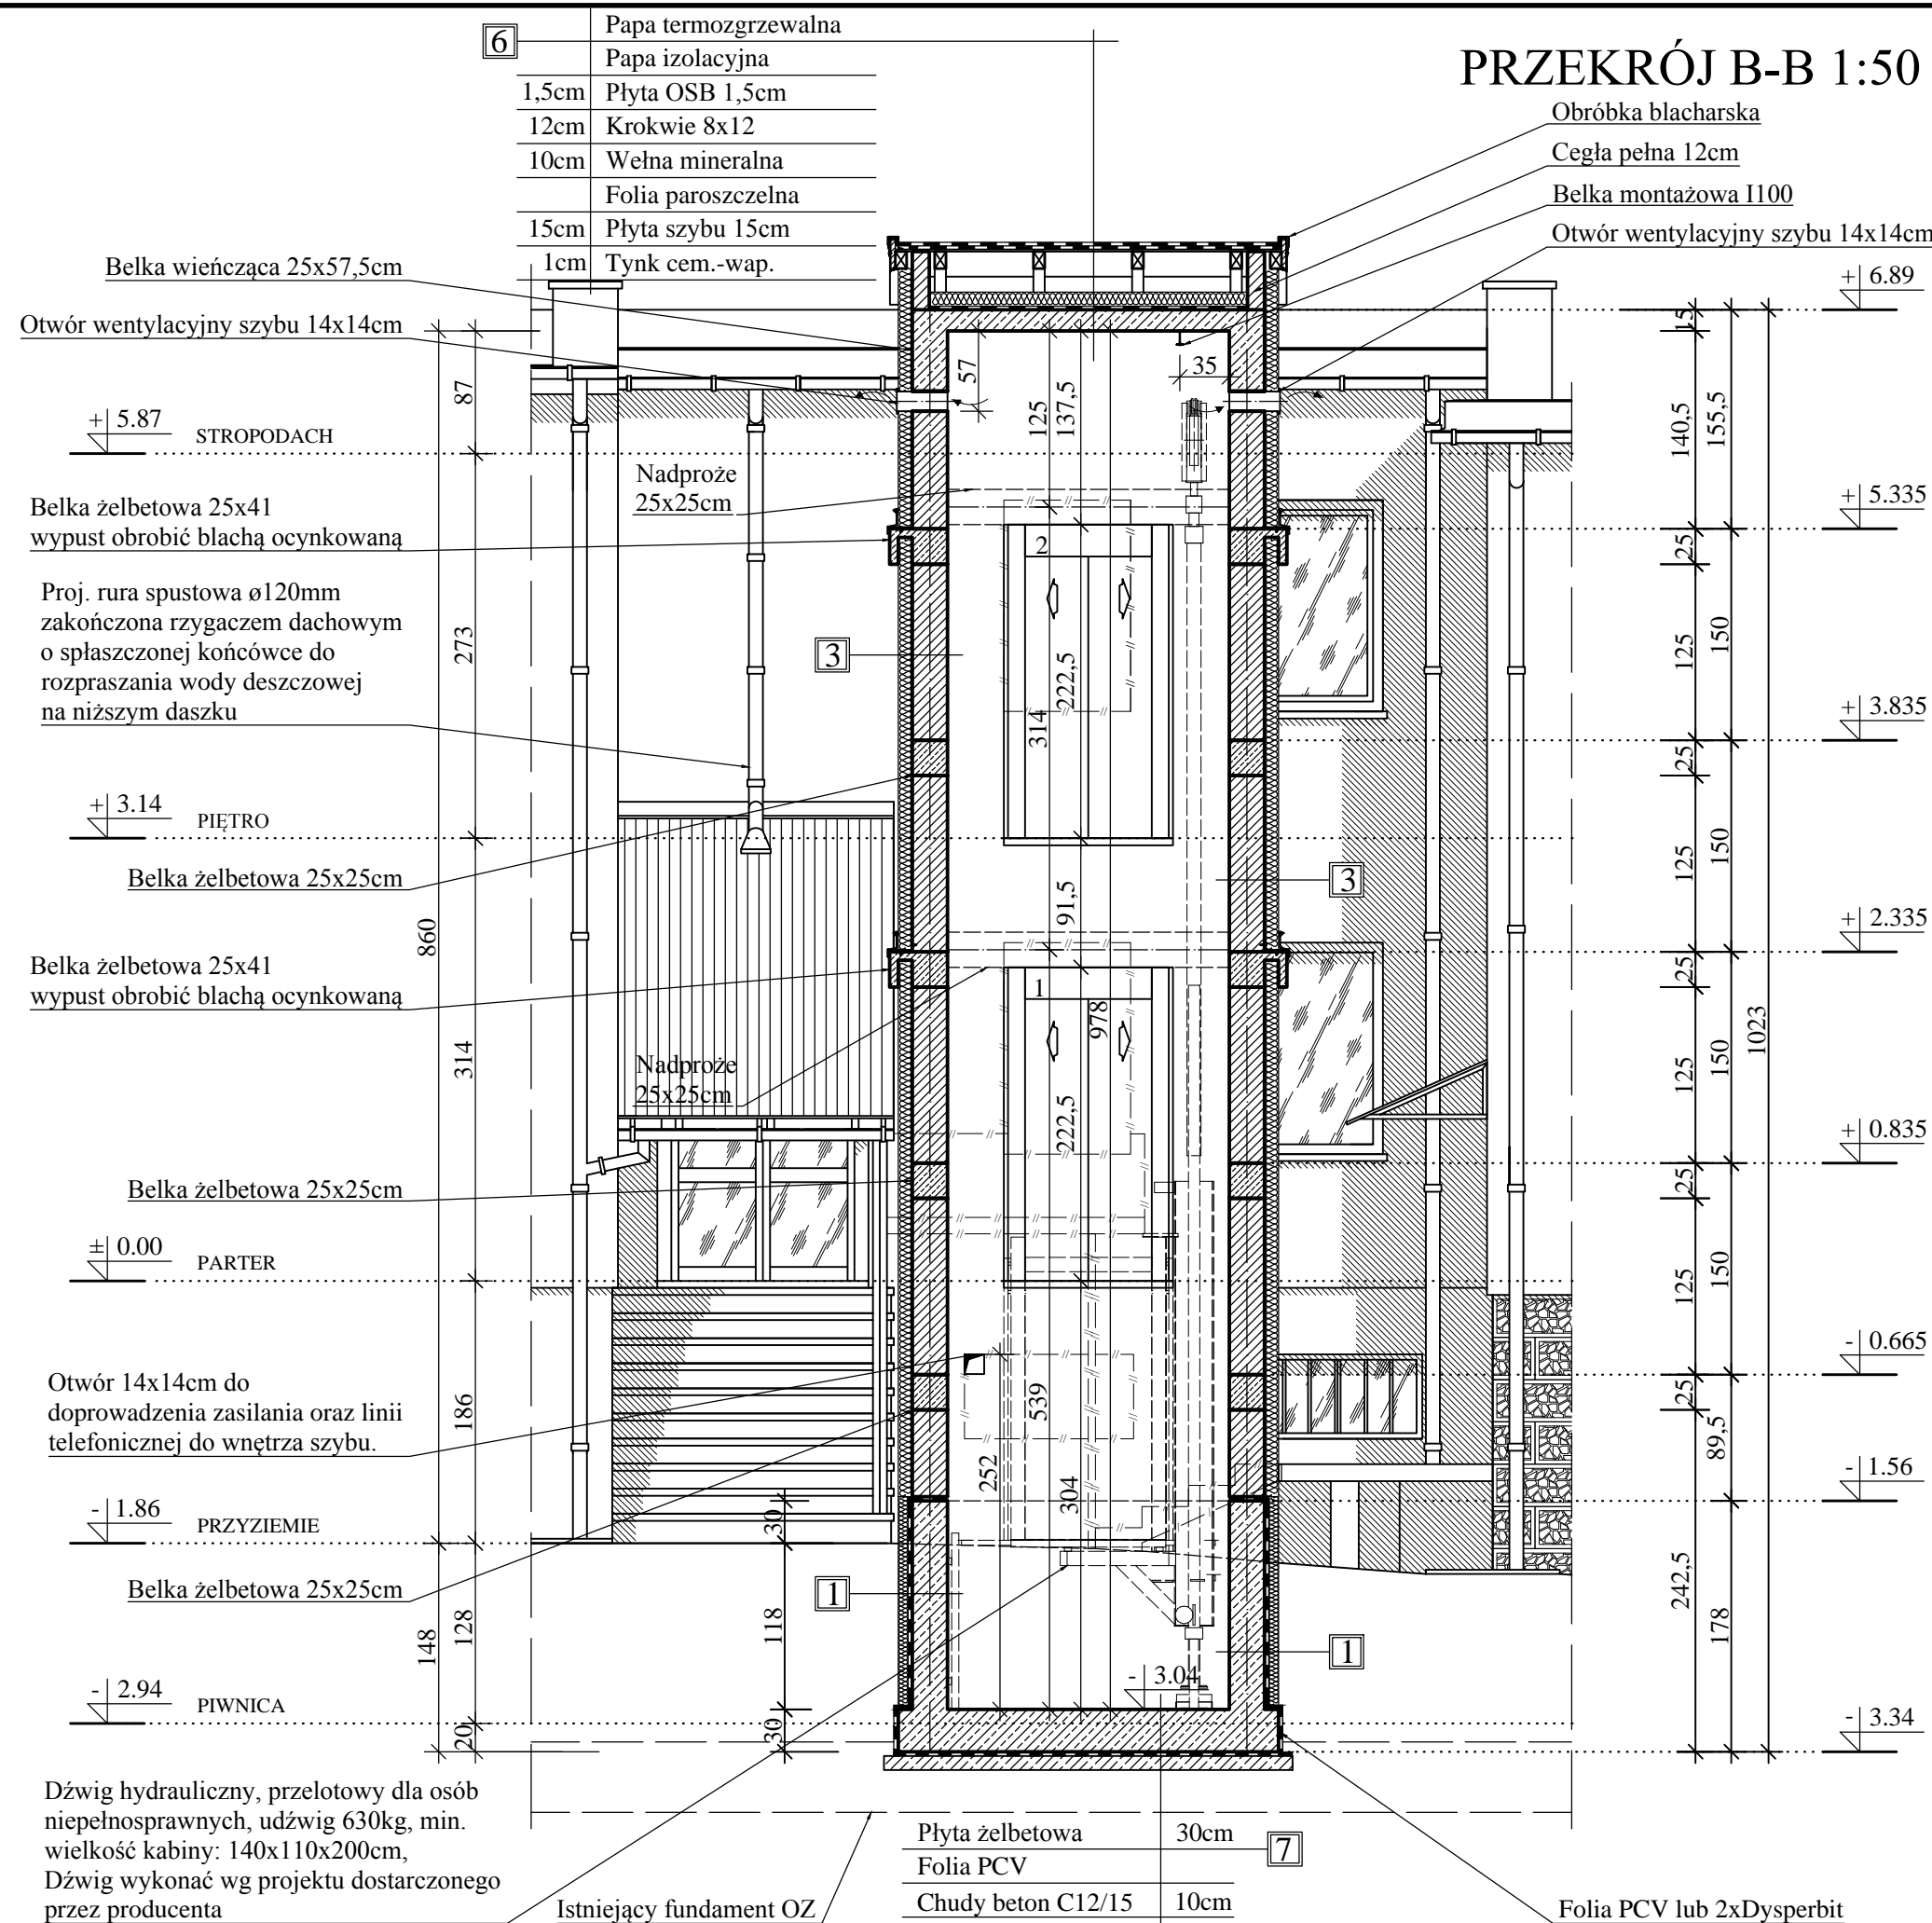 PRZEKRÓJ B-B 1:50
6
Papa termozgrzewalna
Papa izolacyjna
1,5cm Płyta OSB 1,5cm
12cm Krokwie 8x12
10cm Wełna mineralna
Folia paroszczelna
15cm Płyta szybu 15cm
1cm Tynk cem.-wap.
Obróbka blacharska
Cegła pełna 12cm
Belka montażowa I100
Otwór wentylacyjny szybu 14x14cm
Belka wieńcząca 25x57,5cm
Otwór wentylacyjny szybu 14x14cm
+ 5.87 STROPODACH
Belka żelbetowa 25x41
wypust obrobić blachą ocynkowaną
Proj. rura spustowa ø120mm
zakończona rzygaczem dachowym
o spłaszczonej końcówce do
rozpraszania wody deszczowej
na niższym daszku
+ 3.14 PIĘTRO
Belka żelbetowa 25x25cm
Belka żelbetowa 25x41
wypust obrobić blachą ocynkowaną
Belka żelbetowa 25x25cm
± 0.00 PARTER
Otwór 14x14cm do
doprowadzenia zasilania oraz linii
telefonicznej do wnętrza szybu.
- 1.86 PRZYZIEMIE
Belka żelbetowa 25x25cm
- 2.94 PIWNICA
Dźwig hydrauliczny, przelotowy dla osób
niepełnosprawnych, udźwig 630kg, min.
wielkość kabiny: 140x110x200cm,
Dźwig wykonać wg projektu dostarczonego
przez producenta
87
273
860
314
186
128
148
20
30
118
30
Nadproże
25x25cm
3
Nadproże
25x25cm
1
57
35
125
137,5
2
222,5
314
91,5
1
978
222,5
539
252
304
- 3.04
3
1
+ 6.89
+ 5.335
+ 3.835
+ 2.335
+ 0.835
- 0.665
- 1.56
- 3.34
15
140,5
155,5
25
125
150
25
125
150
25
125
150
1023
25
125
150
25
89,5
242,5
178
Istniejący fundament OZ
Płyta żelbetowa 30cm
7
Folia PCV
Chudy beton C12/15 10cm
Folia PCV lub 2xDysperbit